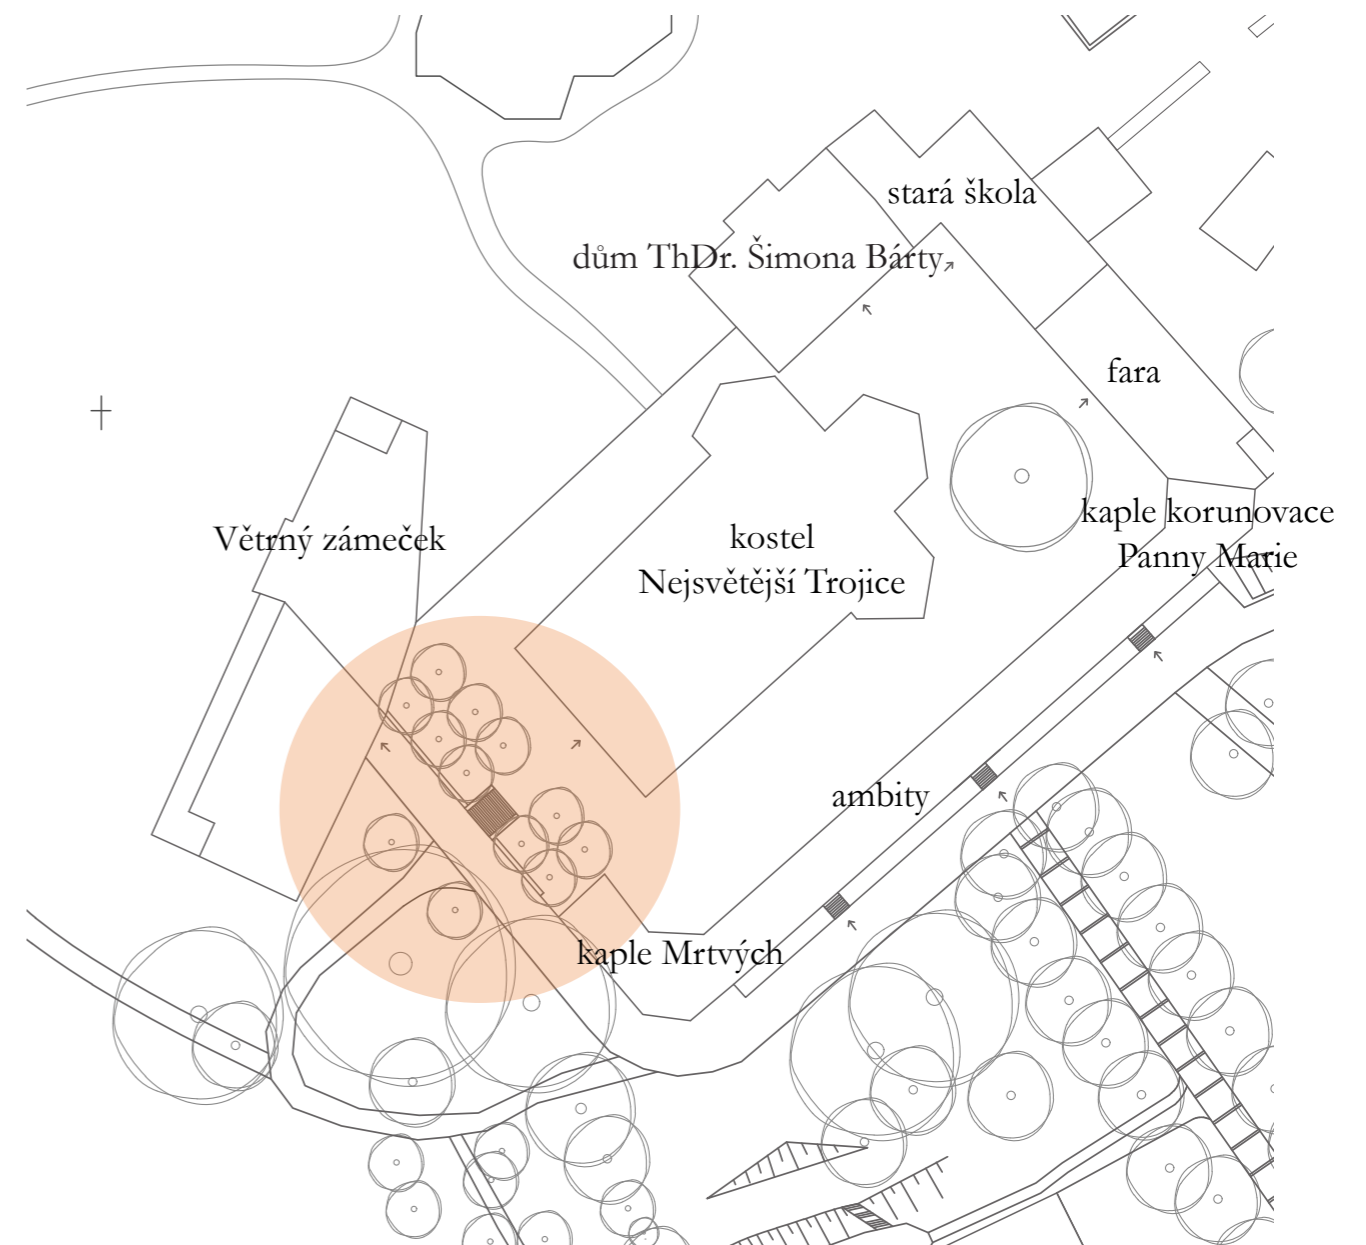 stará škola
dům ThDr. Šimona Bárty
fara
kaple korunovace
Panny Marie
Větrný zámeček
kostel
Nejsvětější Trojice
ambity
kaple Mrtvých